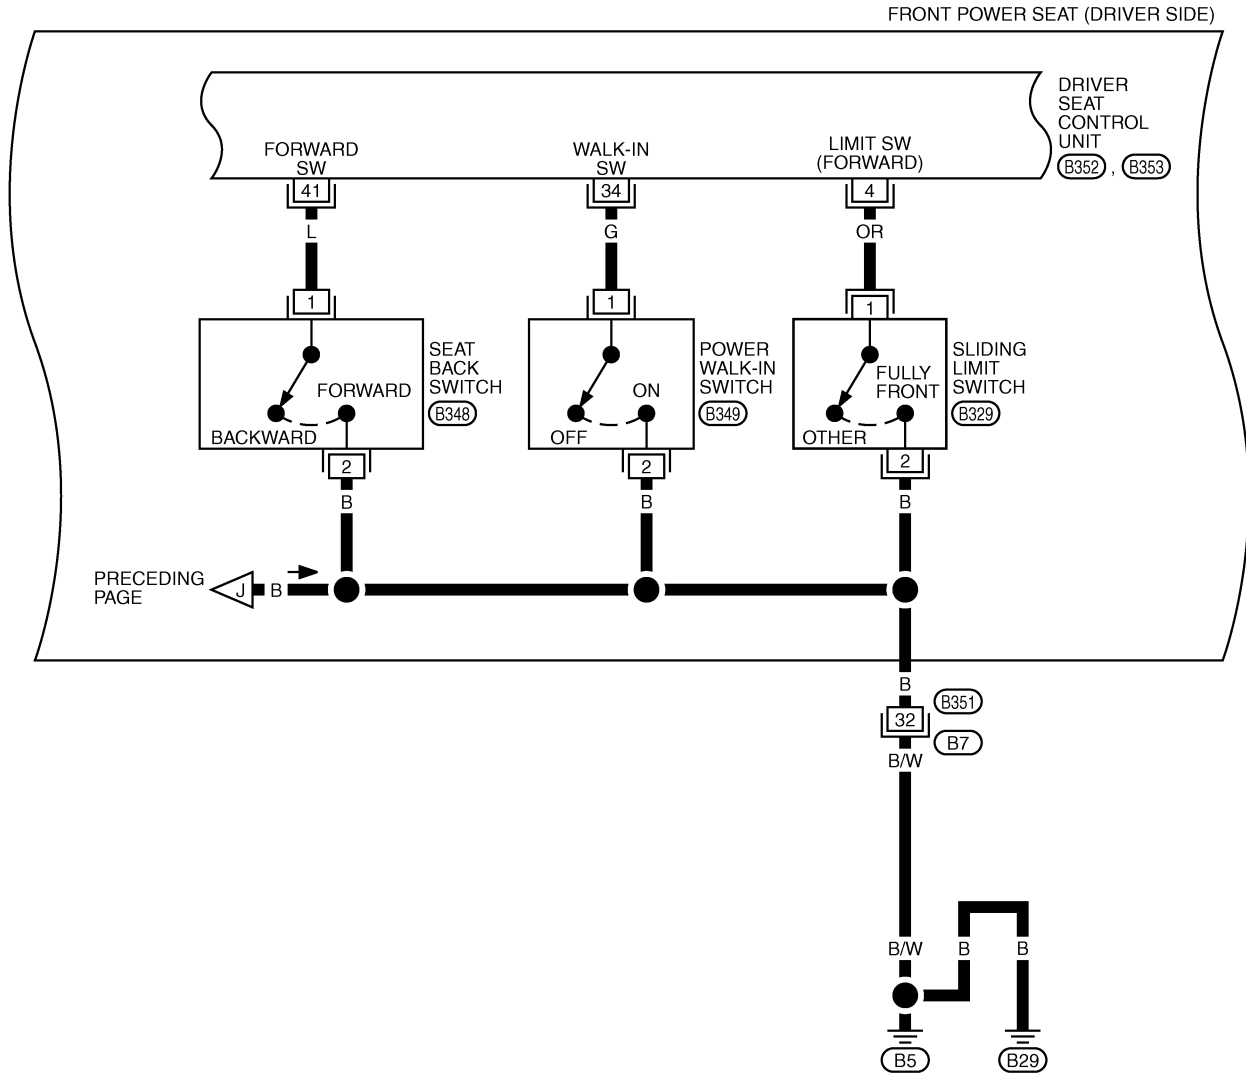 FRONT POWER SEAT (DRIVER SIDE)
DRIVER
SEAT
CONTROL
UNIT
B352 , B353
FORWARD
SW
WALK-IN
SW
LIMIT SW
(FORWARD)
41
34
4
L
G
OR
1
1
1
SEAT
BACK
SWITCH
B348
FORWARD
BACKWARD
POWER
WALK-IN
SWITCH
B349
ON
OFF
SLIDING
LIMIT
SWITCH
B329
FULLY
FRONT
OTHER
2
2
2
B
B
B
PRECEDING
PAGE
J
B
B
B351
32
B7
B/W
B/W
B
B
B5
B29